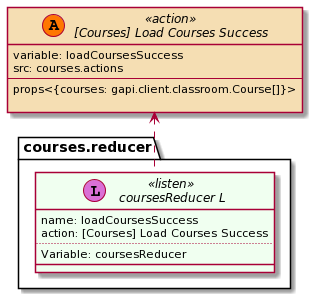 A
«action»
[Courses] Load Courses Success
variable: loadCoursesSuccess
src: courses.actions
props<{courses: gapi.client.classroom.Course[]}>
courses.reducer
L
«listen»
coursesReducer L
name: loadCoursesSuccess
action: [Courses] Load Courses Success
Variable: coursesReducer